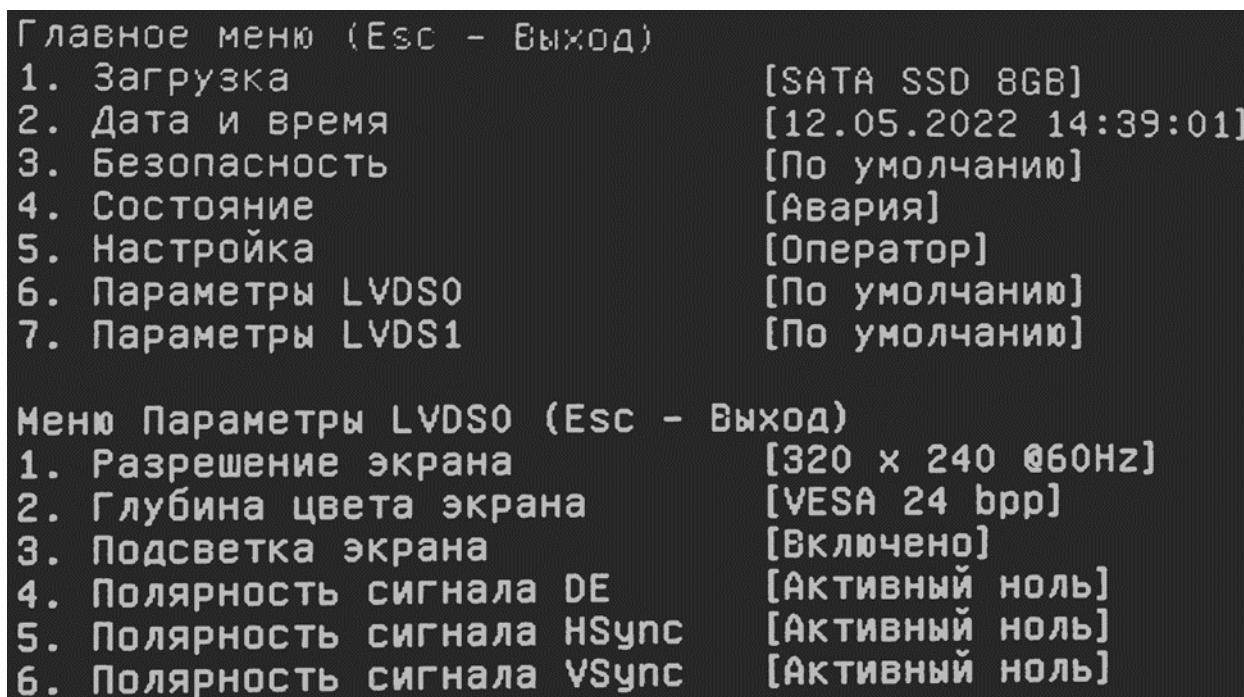 Главное меню (Esc - Выход)
1. Загрузка [SATA SSD 8GB]
2. Дата и время [12.05.2022 14:39:01]
3. Безопасность [По умолчанию]
4. Состояние [Авария]
5. Настройка [Оператор]
6. Параметры LVDS0 [По умолчанию]
7. Параметры LVDS1 [По умолчанию]
Меню Параметры LVDS0 (Esc - Выход)
1. Разрешение экрана [320 x 240 @60Hz]
2. Глубина цвета экрана [VESA 24 bpp]
3. Подсветка экрана [Включено]
4. Полярность сигнала DE [Активный ноль]
5. Полярность сигнала HSync [Активный ноль]
6. Полярность сигнала VSync [Активный ноль]